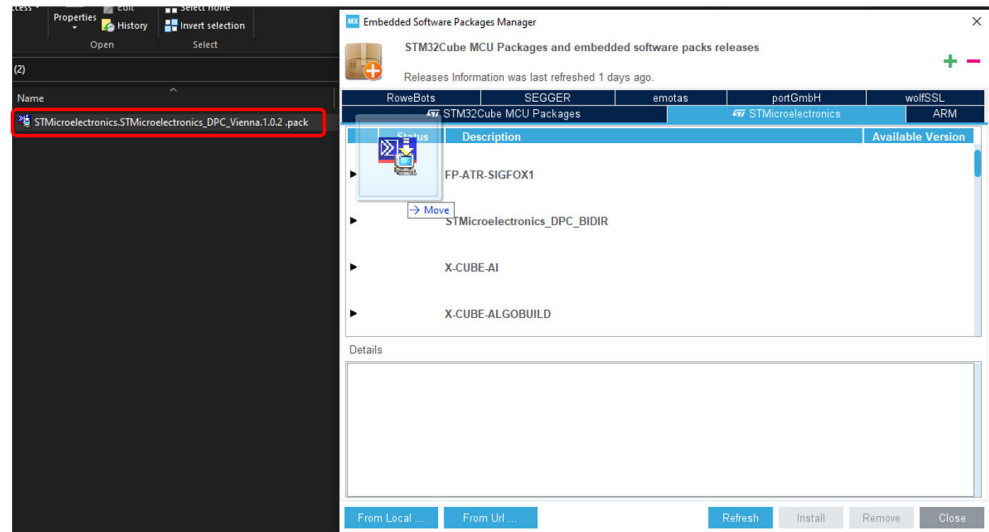 Properties
Edit
History
Select none
Invert selection
Open
Select
(2)
Name
STMicroelectronics.STMicroelectronics_DPC_Vienna.1.0.2 .pack
MX Embedded Software Packages Manager
STM32Cube MCU Packages and embedded software packs releases
Releases Information was last refreshed 1 days ago.
RoweBots
SEGGER
emotas
portGmbH
wolfSSL
STM32Cube MCU Packages
STMicroelectronics
ARM
Status
Description
Available Version
FP-ATR-SIGFOX1
→ Move
STMicroelectronics_DPC_BIDIR
X-CUBE-AI
X-CUBE-ALGOBUILD
Details
From Local ...
From Url ...
Refresh
Install
Remove
Close